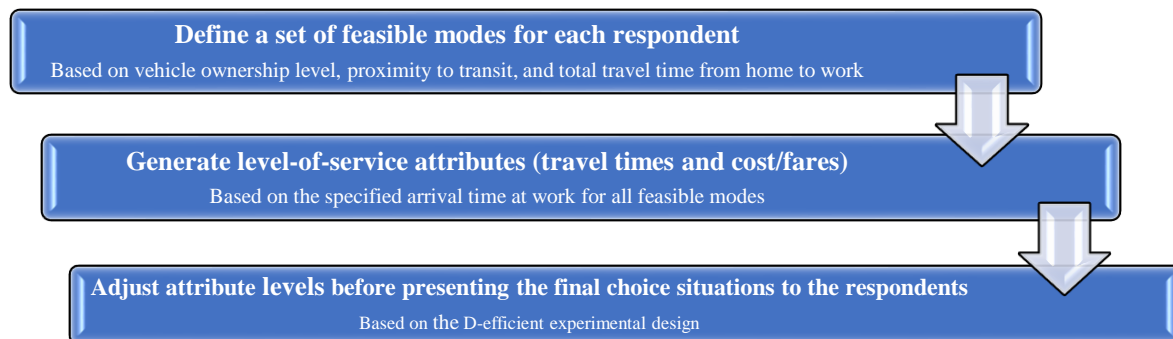 Define a set of feasible modes for each respondent
Based on vehicle ownership level, proximity to transit, and total travel time from home to work
Generate level-of-service attributes (travel times and cost/fares)
Based on the specified arrival time at work for all feasible modes
Adjust attribute levels before presenting the final choice situations to the respondents
Based on the D-efficient experimental design